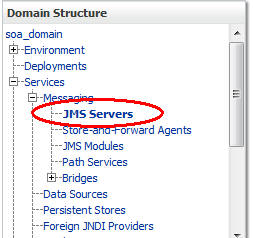 Domain Structure
soa_domain
Environment
Deployments
Services
Messaging
JMS Servers
Store-and-Forward Agents
JMS Modules
Path Services
Bridges
Data Sources
Persistent Stores
Foreign JNDI Providers